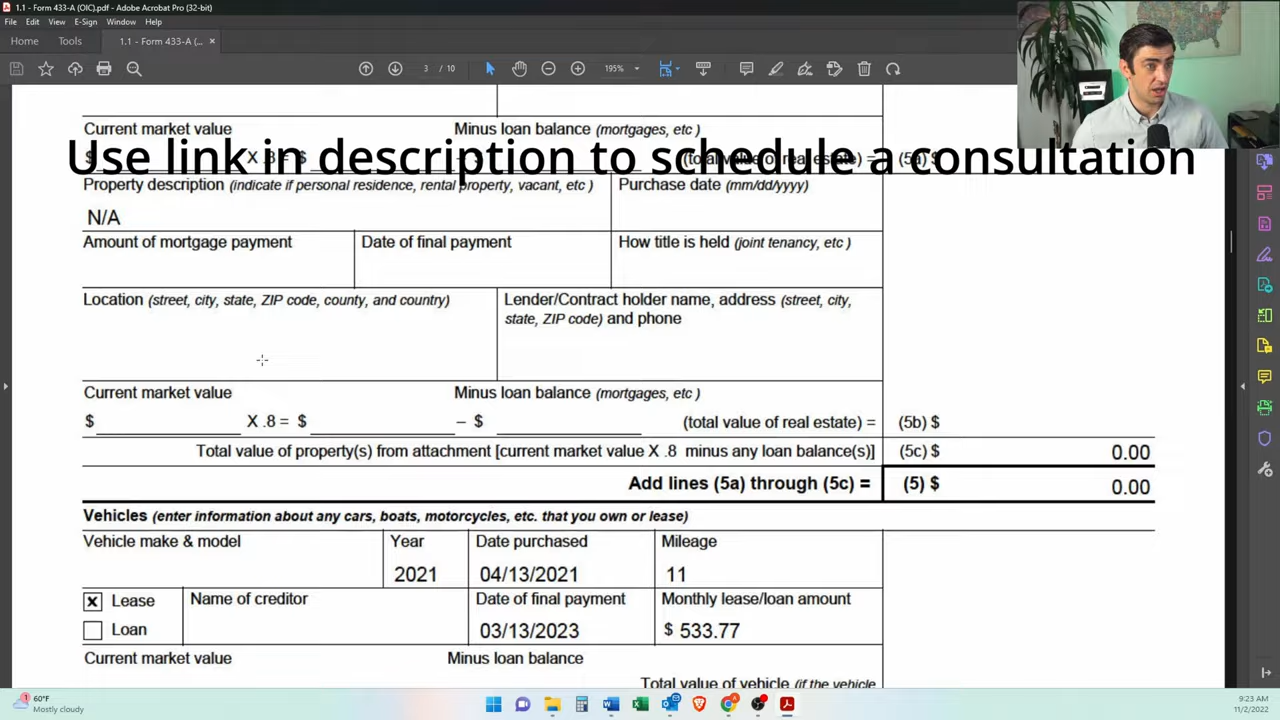 1.1 - Form 433-A (OIC).pdf - Adobe Acrobat Pro (32-bit)
File Edit View E-Sign Window Help
Home Tools 1.1 - Form 433-A (... ×
3 / 10 195%
Current market value Minus loan balance (mortgages, etc )
$ X .8 = $ – $ (total value of real estate) = (5a) $
Use link in description to schedule a consultation
Property description (indicate if personal residence, rental property, vacant, etc ) Purchase date (mm/dd/yyyy)
N/A
Amount of mortgage payment Date of final payment How title is held (joint tenancy, etc )
Location (street, city, state, ZIP code, county, and country) Lender/Contract holder name, address (street, city,
state, ZIP code) and phone
Current market value Minus loan balance (mortgages, etc )
$ X .8 = $ – $ (total value of real estate) = (5b) $
Total value of property(s) from attachment [current market value X .8 minus any loan balance(s)] (5c) $ 0.00
Add lines (5a) through (5c) = (5) $ 0.00
Vehicles (enter information about any cars, boats, motorcycles, etc. that you own or lease)
Vehicle make & model Year Date purchased Mileage
2021 04/13/2021 11
x Lease Name of creditor Date of final payment Monthly lease/loan amount
Loan 03/13/2023 $ 533.77
Current market value Minus loan balance
Total value of vehicle (if the vehicle
1 60°F
Mostly cloudy
9:23 AM
11/2/2022